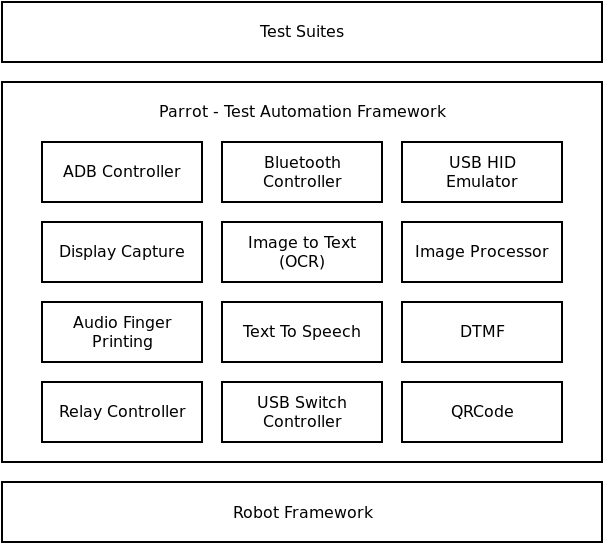 Test Suites
Parrot - Test Automation Framework
ADB Controller
Bluetooth
Controller
USB HID
Emulator
Display Capture
Image to Text
(OCR)
Image Processor
Audio Finger
Printing
Text To Speech
DTMF
Relay Controller
USB Switch
Controller
QRCode
Robot Framework